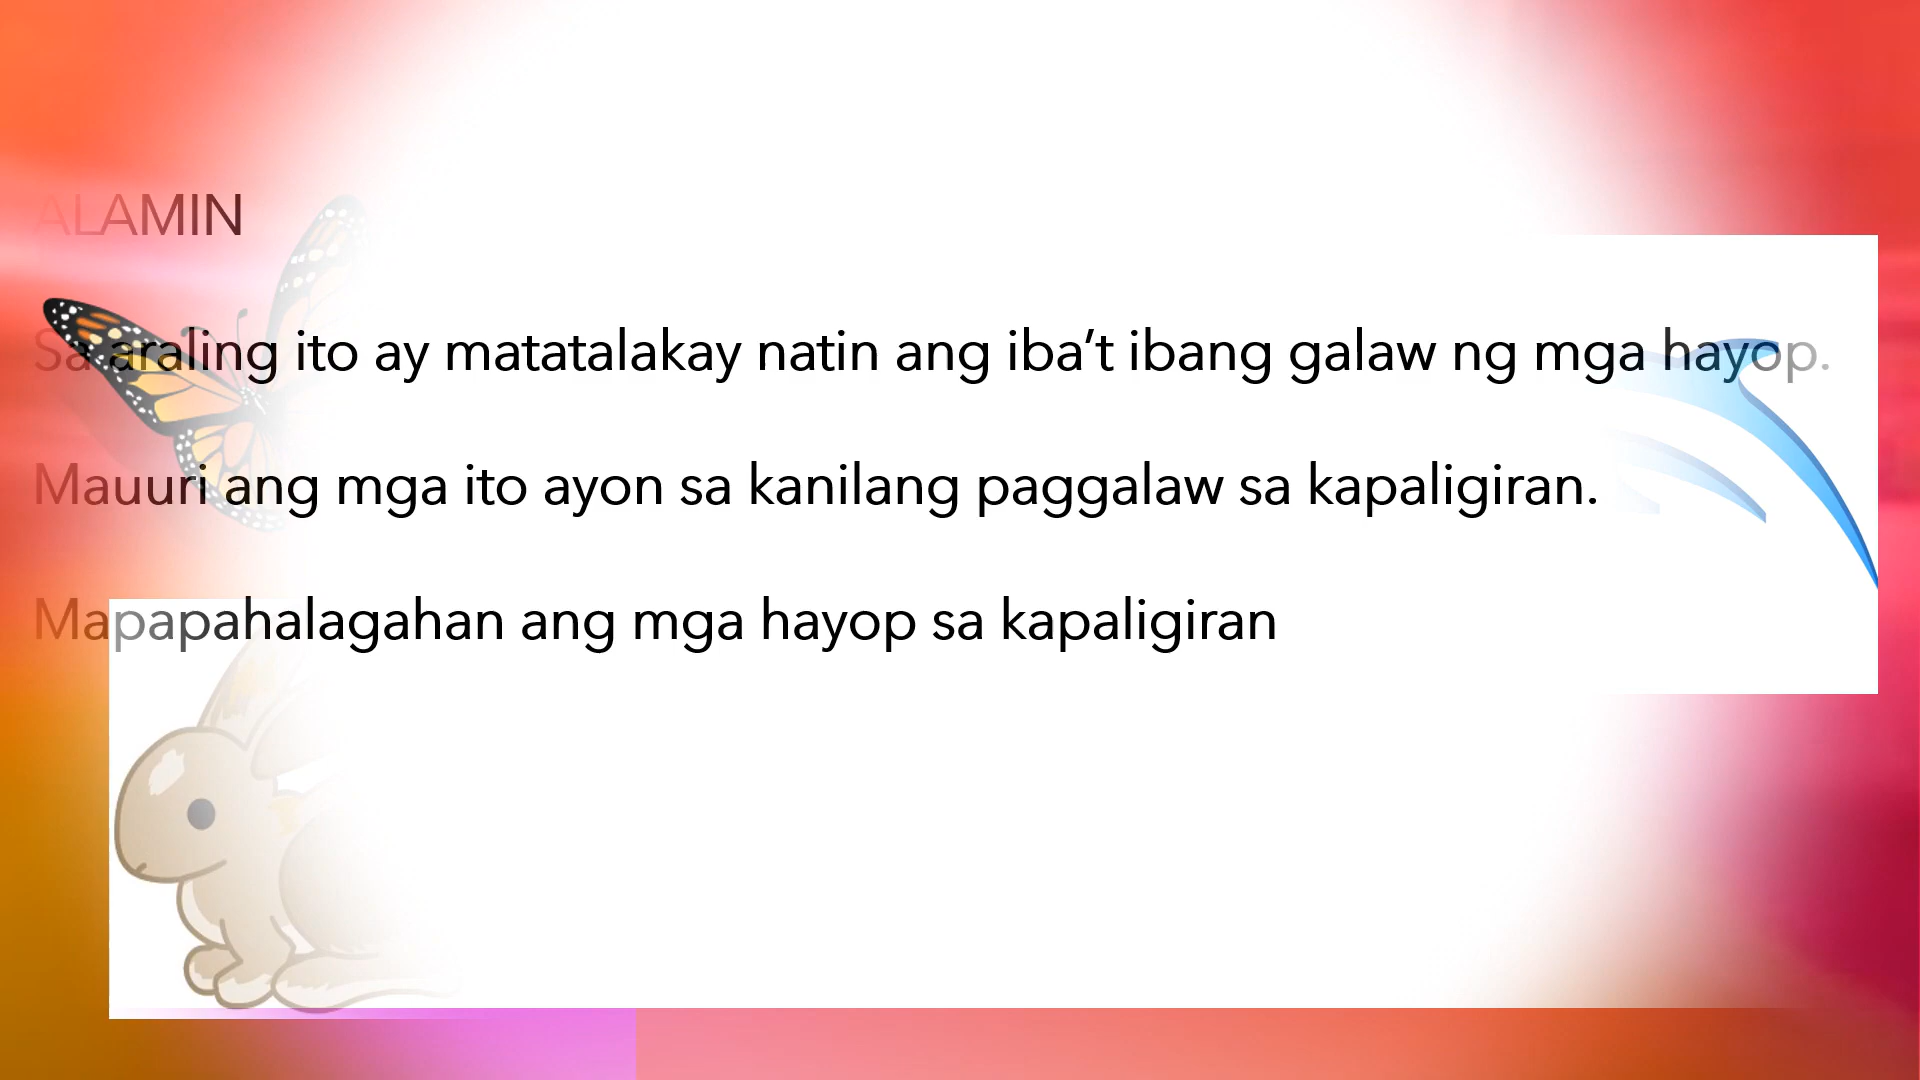 ALAMIN
Sa araling ito ay matatalakay natin ang iba’t ibang galaw ng mga hayop.
Mauuri ang mga ito ayon sa kanilang paggalaw sa kapaligiran.
Mapapahalagahan ang mga hayop sa kapaligiran